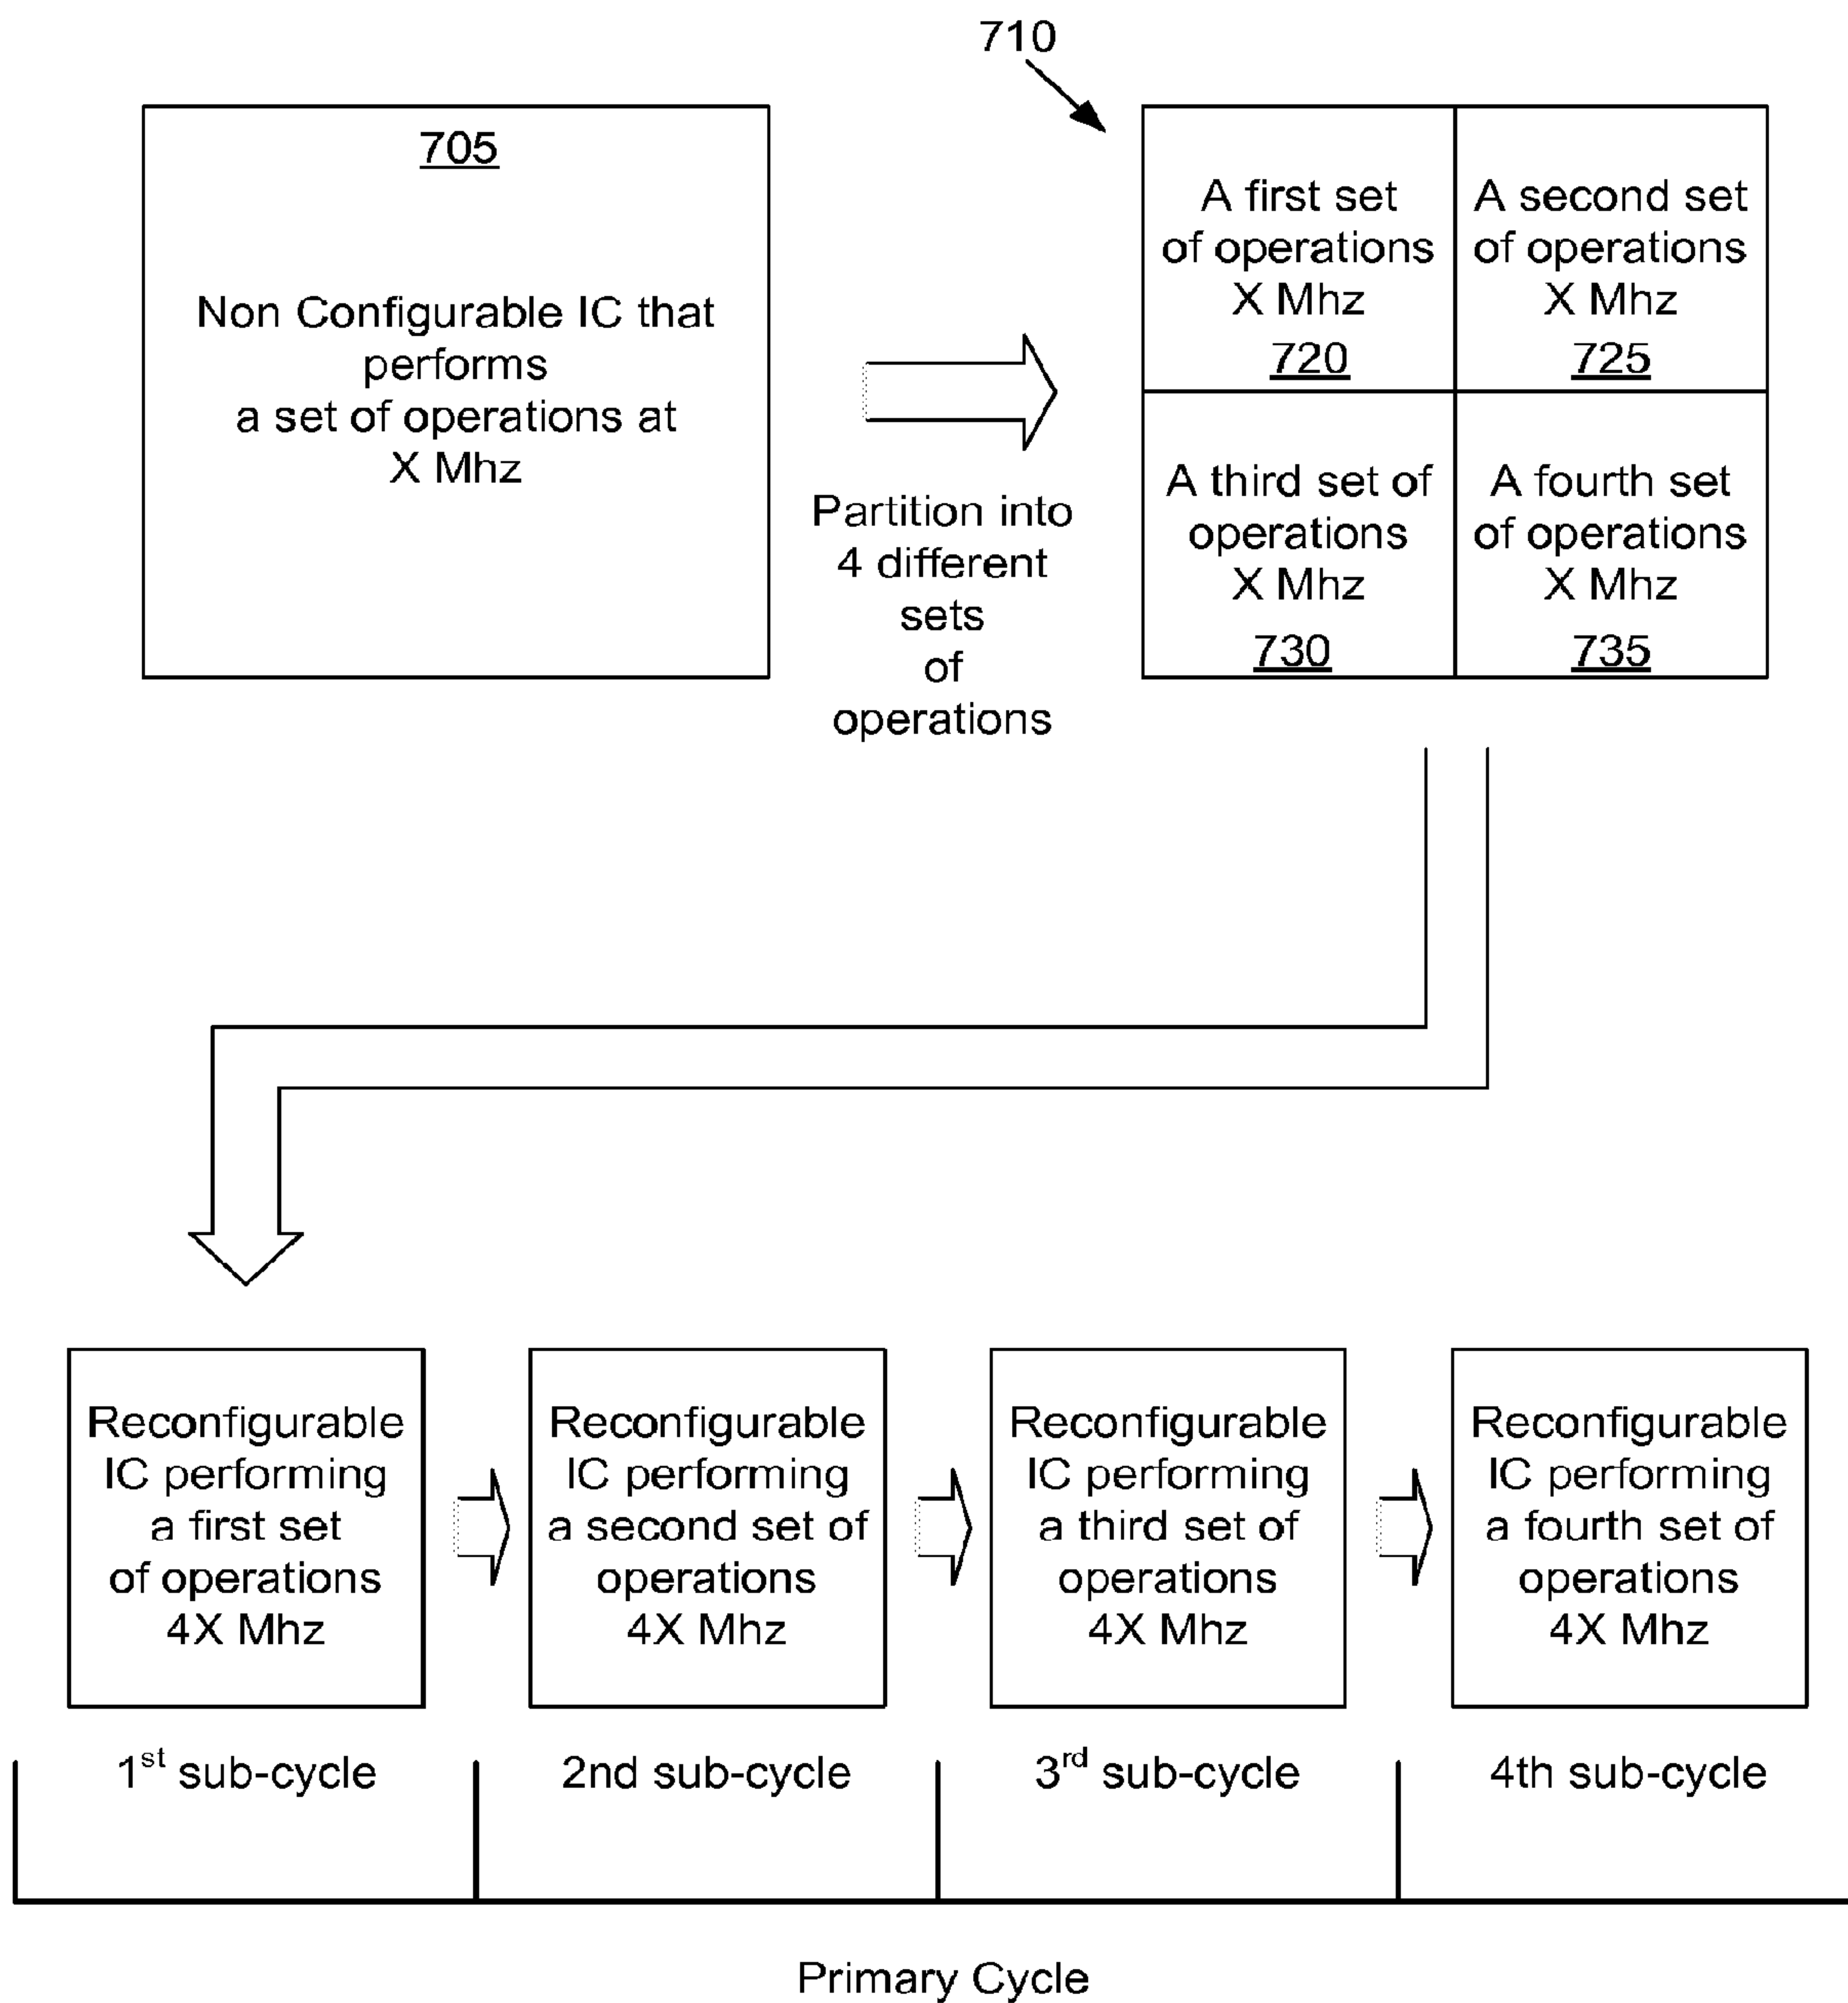 710
705
Non Configurable IC that
performs
a set of operations at
X Mhz
Partition into
4 different
sets
of
operations
A first set
of operations
X Mhz
720
A second set
of operations
X Mhz
725
A third set of
operations
X Mhz
730
A fourth set
of operations
X Mhz
735
Reconfigurable
IC performing
a first set
of operations
4X Mhz
Reconfigurable
IC performing
a second set of
operations
4X Mhz
Reconfigurable
IC performing
a third set of
operations
4X Mhz
Reconfigurable
IC performing
a fourth set of
operations
4X Mhz
1st sub-cycle
2nd sub-cycle
3rd sub-cycle
4th sub-cycle
Primary Cycle